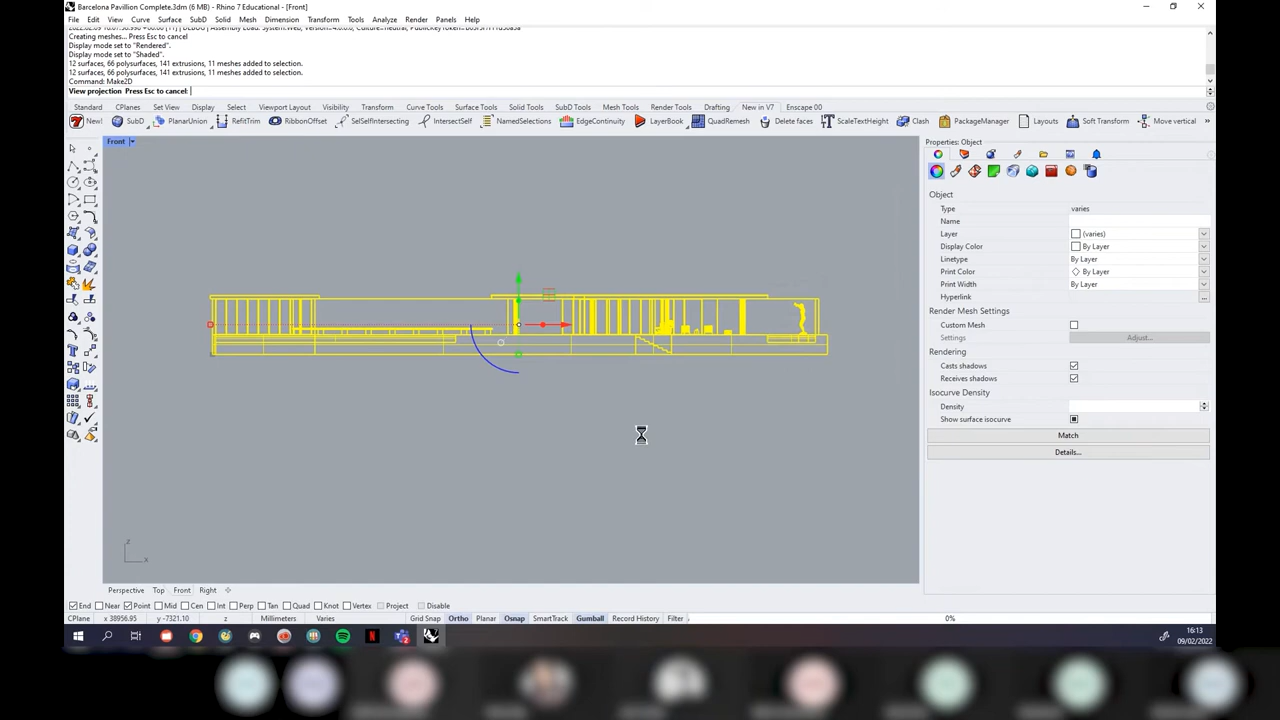 Barcelona Pavillion Complete.3dm (6 MB) - Rhino 7 Educational - [Front]
File Edit View Curve Surface SubD Solid Mesh Dimension Transform Tools Analyze Render Panels Help
Creating meshes... Press Esc to cancel
Display mode set to "Rendered".
Display mode set to "Shaded".
12 surfaces, 66 polysurfaces, 141 extrusions, 11 meshes added to selection.
12 surfaces, 66 polysurfaces, 141 extrusions, 11 meshes added to selection.
Command: Make2D
View projection Press Esc to cancel:
Standard CPlanes Set View Display Select Viewport Layout Visibility Transform Curve Tools Surface Tools Solid Tools SubD Tools Mesh Tools Render Tools Drafting New in V7 Enscape 00
New! SubD PlanarUnion RefitTrim RibbonOffset SelSelfIntersecting IntersectSelf NamedSelections EdgeContinuity LayerBook QuadRemesh Delete faces ScaleTextHeight Clash PackageManager Layouts Soft Transform Move vertical »
Front
Properties: Object
Object
Type varies
Name
Layer (varies)
Display Color By Layer
Linetype By Layer
Print Color By Layer
Print Width By Layer
Hyperlink ...
Render Mesh Settings
Custom Mesh
Settings Adjust...
Rendering
Casts shadows
Receives shadows
Isocurve Density
Density
Show surface isocurve
Match
Details...
z
x
Perspective Top Front Right
End Near Point Mid Cen Int Perp Tan Quad Knot Vertex Project Disable
CPlane x 38956.95 y -7321.10 z Millimeters Varies Grid Snap Ortho Planar Osnap SmartTrack Gumball Record History Filter 0%
16:13
09/02/2022